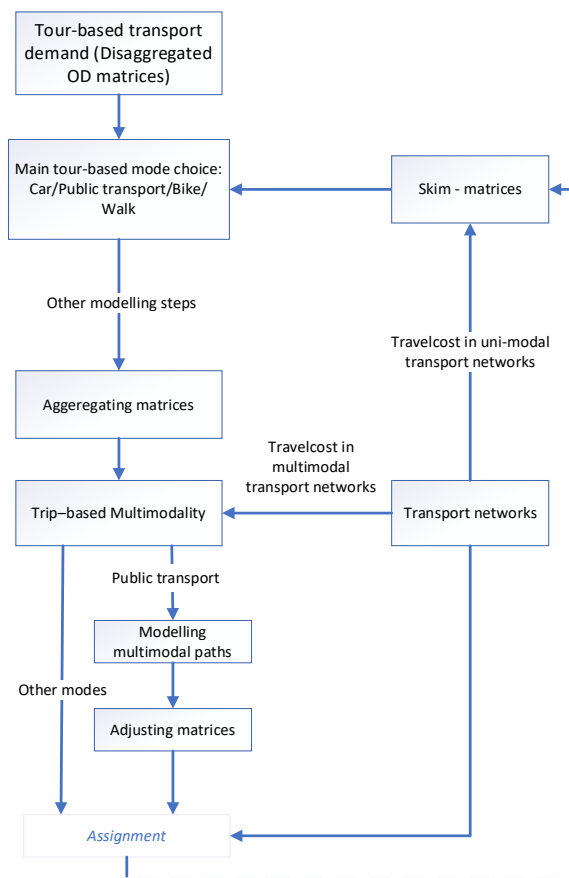 Tour-based transport
demand (Disaggregated
OD matrices)
Main tour-based mode choice:
Car/Public transport/Bike/
Walk
Skim - matrices
Other modelling steps
Travelcost in uni-modal
transport networks
Aggeregating matrices
Travelcost in
multimodal
transport networks
Trip–based Multimodality
Transport networks
Public transport
Modelling
multimodal paths
Other modes
Adjusting matrices
Assignment